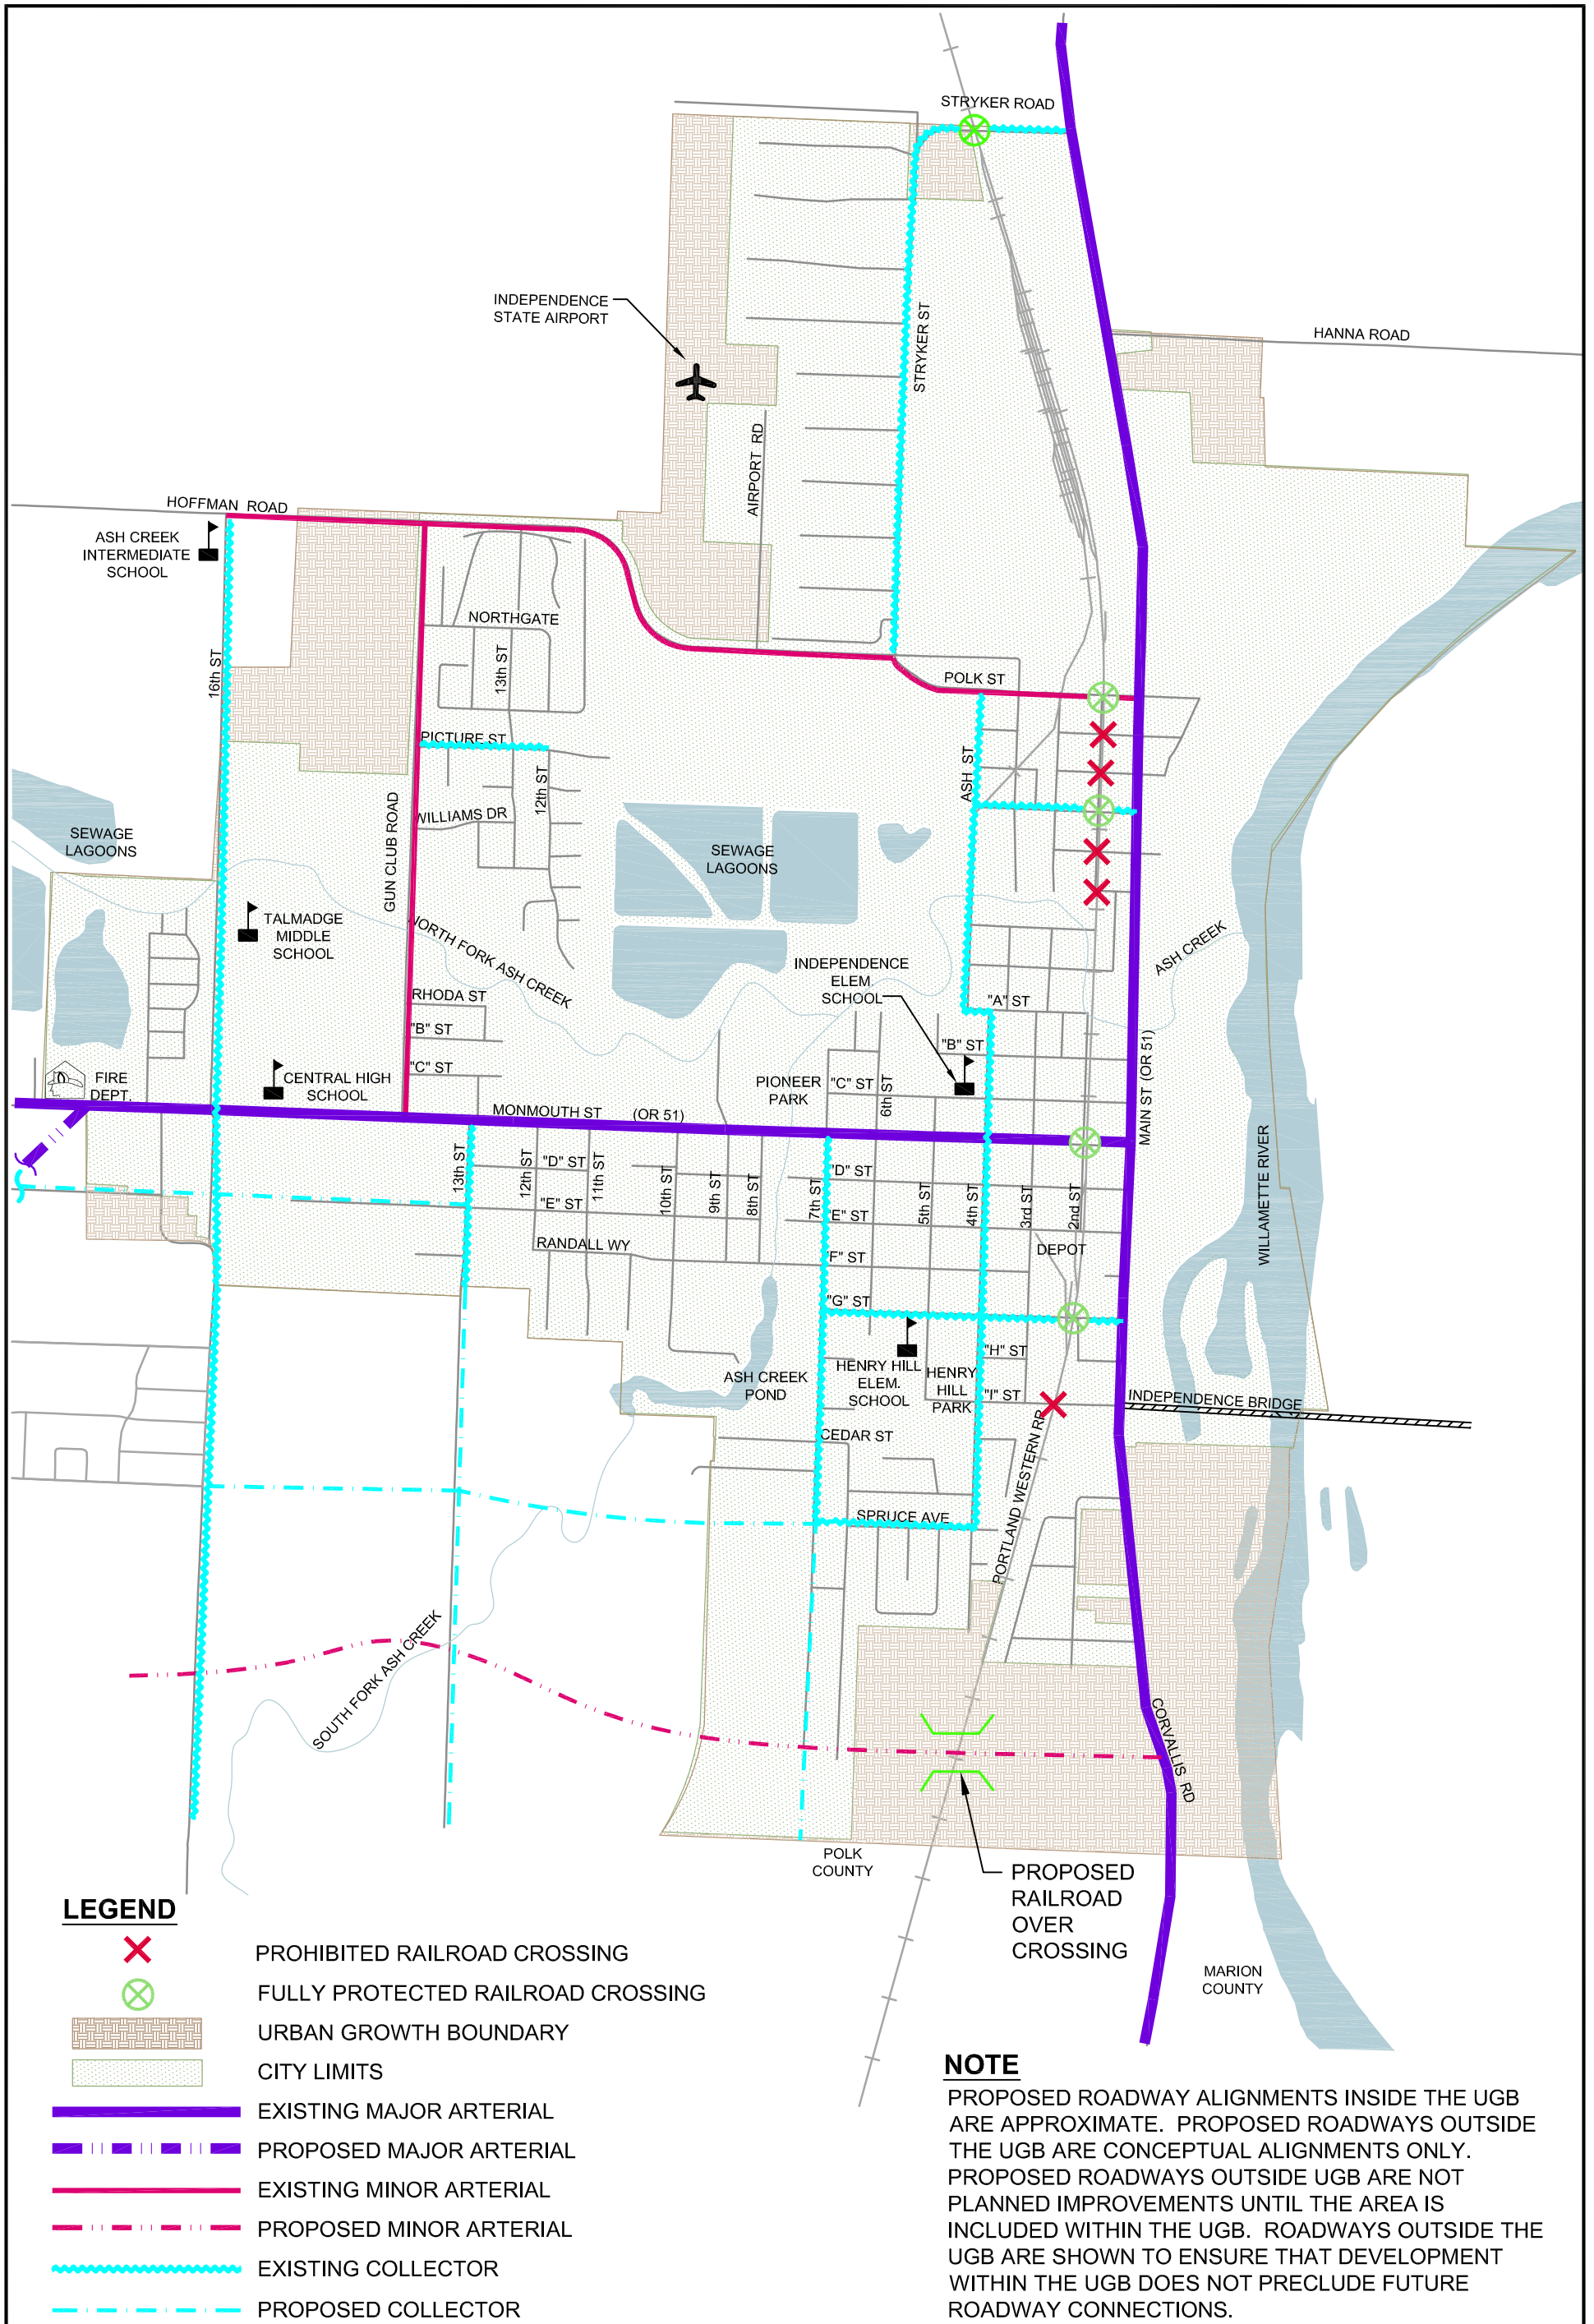 STRYKER ROAD
INDEPENDENCE
STATE AIRPORT
STRYKER ST
HANNA ROAD
AIRPORT RD
HOFFMAN ROAD
ASH CREEK
INTERMEDIATE
SCHOOL
16th ST
NORTHGATE
13th ST
POLK ST
PICTURE ST
12th ST
ASH ST
GUN CLUB ROAD
WILLIAMS DR
SEWAGE
LAGOONS
SEWAGE
LAGOONS
TALMADGE
MIDDLE
SCHOOL
NORTH FORK ASH CREEK
INDEPENDENCE
ELEM.
SCHOOL
ASH CREEK
RHODA ST
"A" ST
"B" ST
"B" ST
"C" ST
MAIN ST (OR 51)
FIRE
DEPT.
CENTRAL HIGH
SCHOOL
PIONEER
PARK
"C" ST
6th ST
MONMOUTH ST (OR 51)
WILLAMETTE RIVER
13th ST
12th ST
"D" ST
11th ST
10th ST
9th ST
8th ST
7th ST
"D" ST
5th ST
4th ST
3rd ST
2nd ST
"E" ST
"E" ST
RANDALL WY
"F" ST
DEPOT
"G" ST
"H" ST
ASH CREEK
POND
HENRY HILL
ELEM.
SCHOOL
HENRY
HILL
PARK
"I" ST
INDEPENDENCE BRIDGE
CEDAR ST
PORTLAND WESTERN RR
SPRUCE AVE
SOUTH FORK ASH CREEK
CORVALLIS RD
POLK
COUNTY
PROPOSED
RAILROAD
OVER
CROSSING
MARION
COUNTY
LEGEND
PROHIBITED RAILROAD CROSSING
FULLY PROTECTED RAILROAD CROSSING
URBAN GROWTH BOUNDARY
CITY LIMITS
EXISTING MAJOR ARTERIAL
PROPOSED MAJOR ARTERIAL
EXISTING MINOR ARTERIAL
PROPOSED MINOR ARTERIAL
EXISTING COLLECTOR
PROPOSED COLLECTOR
NOTE
PROPOSED ROADWAY ALIGNMENTS INSIDE THE UGB
ARE APPROXIMATE. PROPOSED ROADWAYS OUTSIDE
THE UGB ARE CONCEPTUAL ALIGNMENTS ONLY.
PROPOSED ROADWAYS OUTSIDE UGB ARE NOT
PLANNED IMPROVEMENTS UNTIL THE AREA IS
INCLUDED WITHIN THE UGB. ROADWAYS OUTSIDE THE
UGB ARE SHOWN TO ENSURE THAT DEVELOPMENT
WITHIN THE UGB DOES NOT PRECLUDE FUTURE
ROADWAY CONNECTIONS.